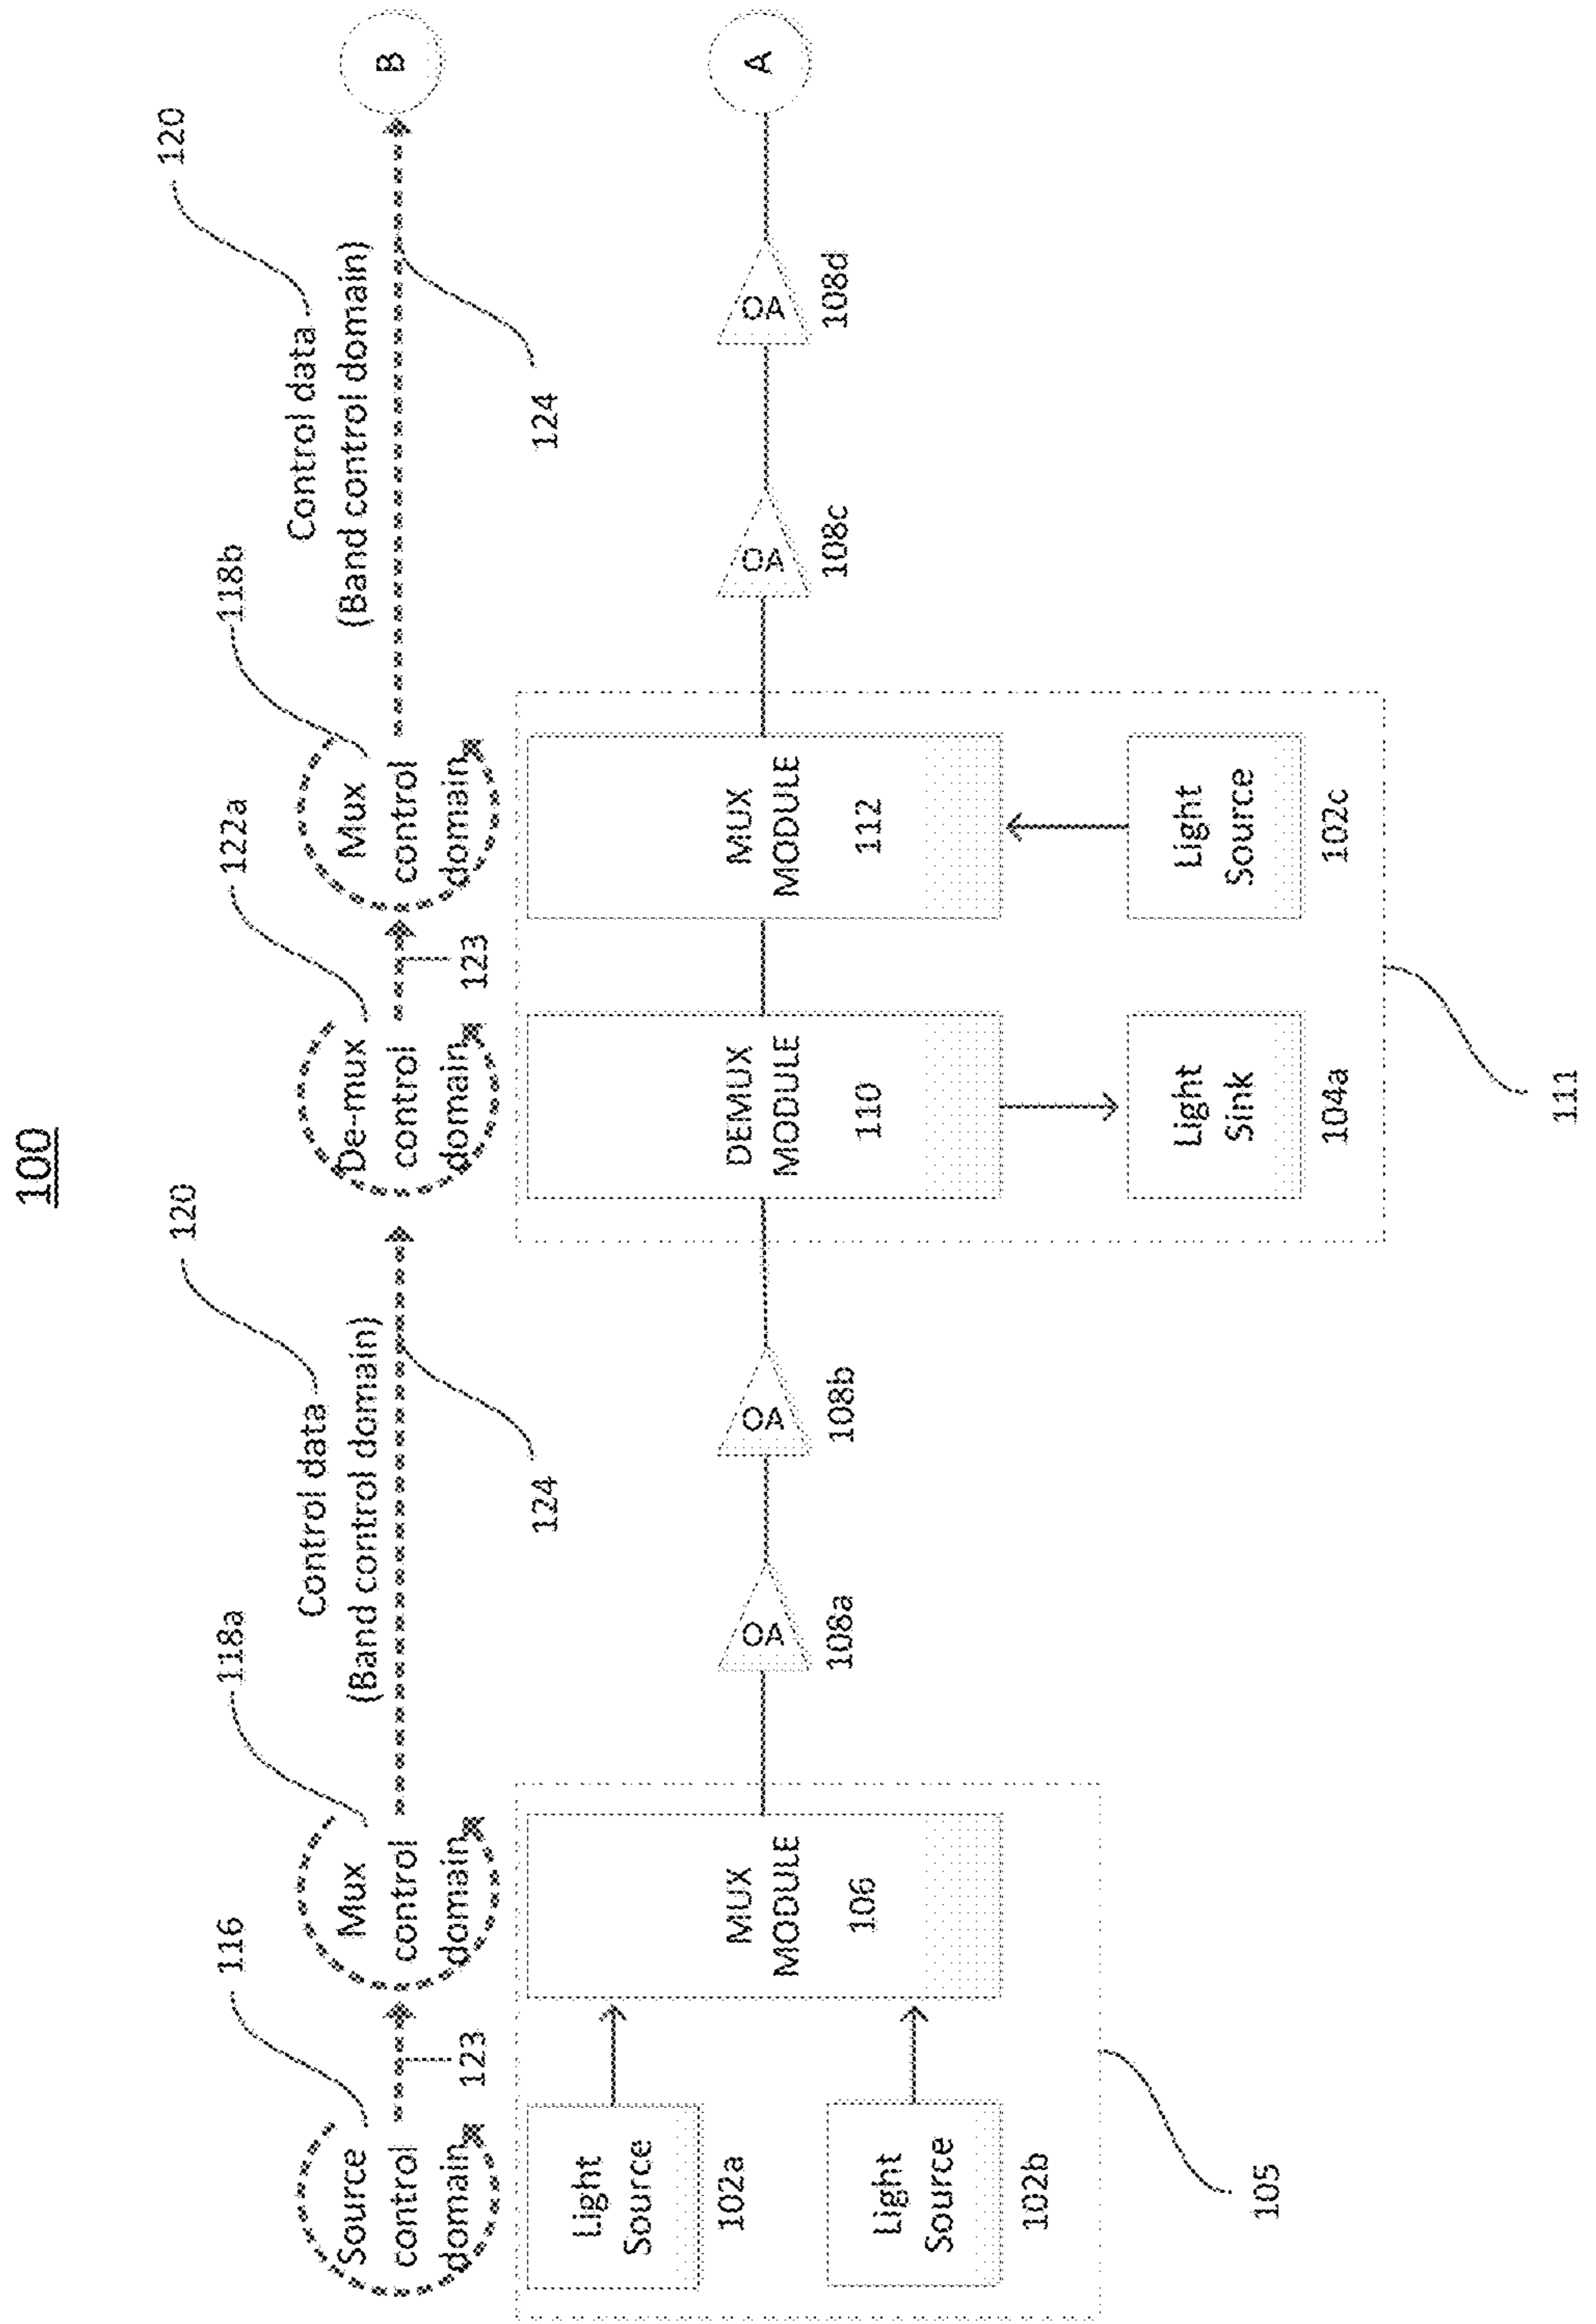 100
120
120
116
118a
122a
118b
Source
control
domain
123
Mux
control
domain
Control data
(Band control domain)
124
De-mux
control
domain
123
Mux
control
domain
Control data
(Band control domain)
124
B
Light
Source
102a
Light
Source
102b
MUX
MODULE
106
105
OA
108a
OA
108b
DEMUX
MODULE
110
Light
Sink
104a
MUX
MODULE
112
Light
Source
102c
111
OA
108c
OA
108d
A